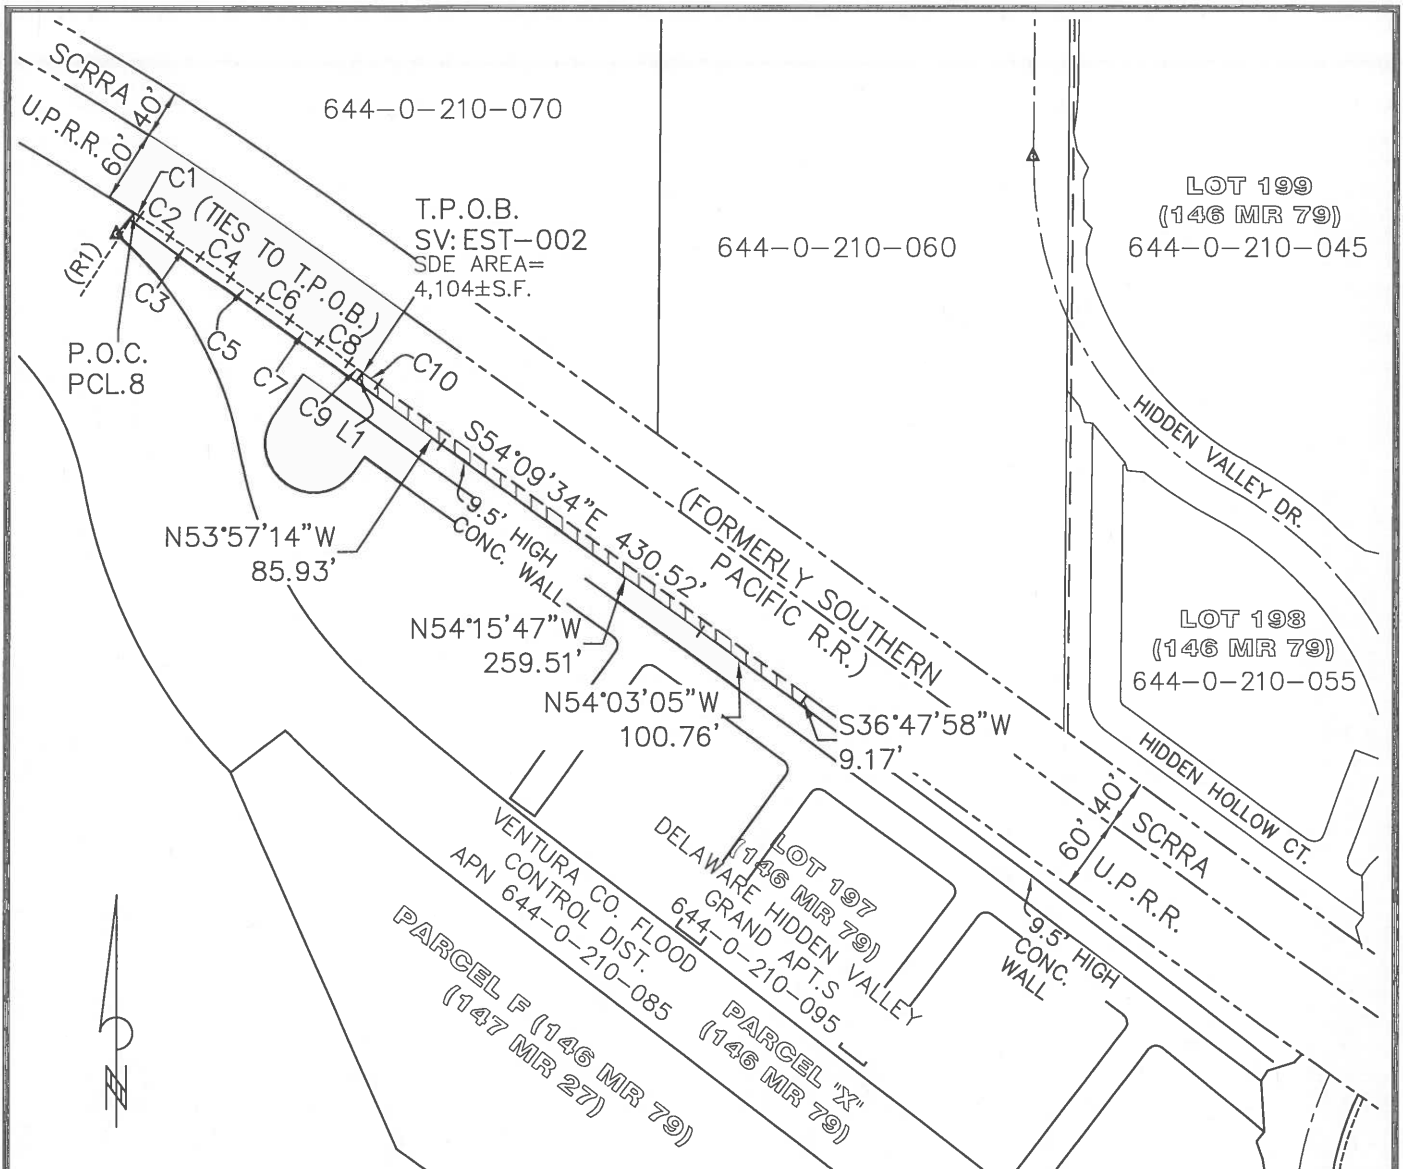 SCRRA
40'
U.P.R.R.
60'
644-0-210-070
C1
C2
(TIES TO T.P.O.B.)
C3
C4
C5
C6
C7
C8
C9
L1
C10
(R1)
P.O.C.
PCL.8
T.P.O.B.
SV: EST-002
SDE AREA=
4,104±S.F.
644-0-210-060
LOT 199
(146 MR 79)
644-0-210-045
HIDDEN VALLEY DR.
S54°09'34"E 430.52'
9.5' HIGH
CONC. WALL
N53°57'14"W
85.93'
(FORMERLY SOUTHERN
PACIFIC R.R.)
N54°15'47"W
259.51'
N54°03'05"W
100.76'
S36°47'58"W
9.17'
LOT 198
(146 MR 79)
644-0-210-055
HIDDEN HOLLOW CT.
40'
SCRRA
60'
U.P.R.R.
9.5' HIGH
CONC.
WALL
VENTURA CO. FLOOD
CONTROL DIST.
APN 644-0-210-085
LOT 197
(146 MR 79)
DELAWARE HIDDEN VALLEY
GRAND APT.S
644-0-210-095
PARCEL F (146 MR 79)
(147 MR 27)
PARCEL "X"
(146 MR 79)
N